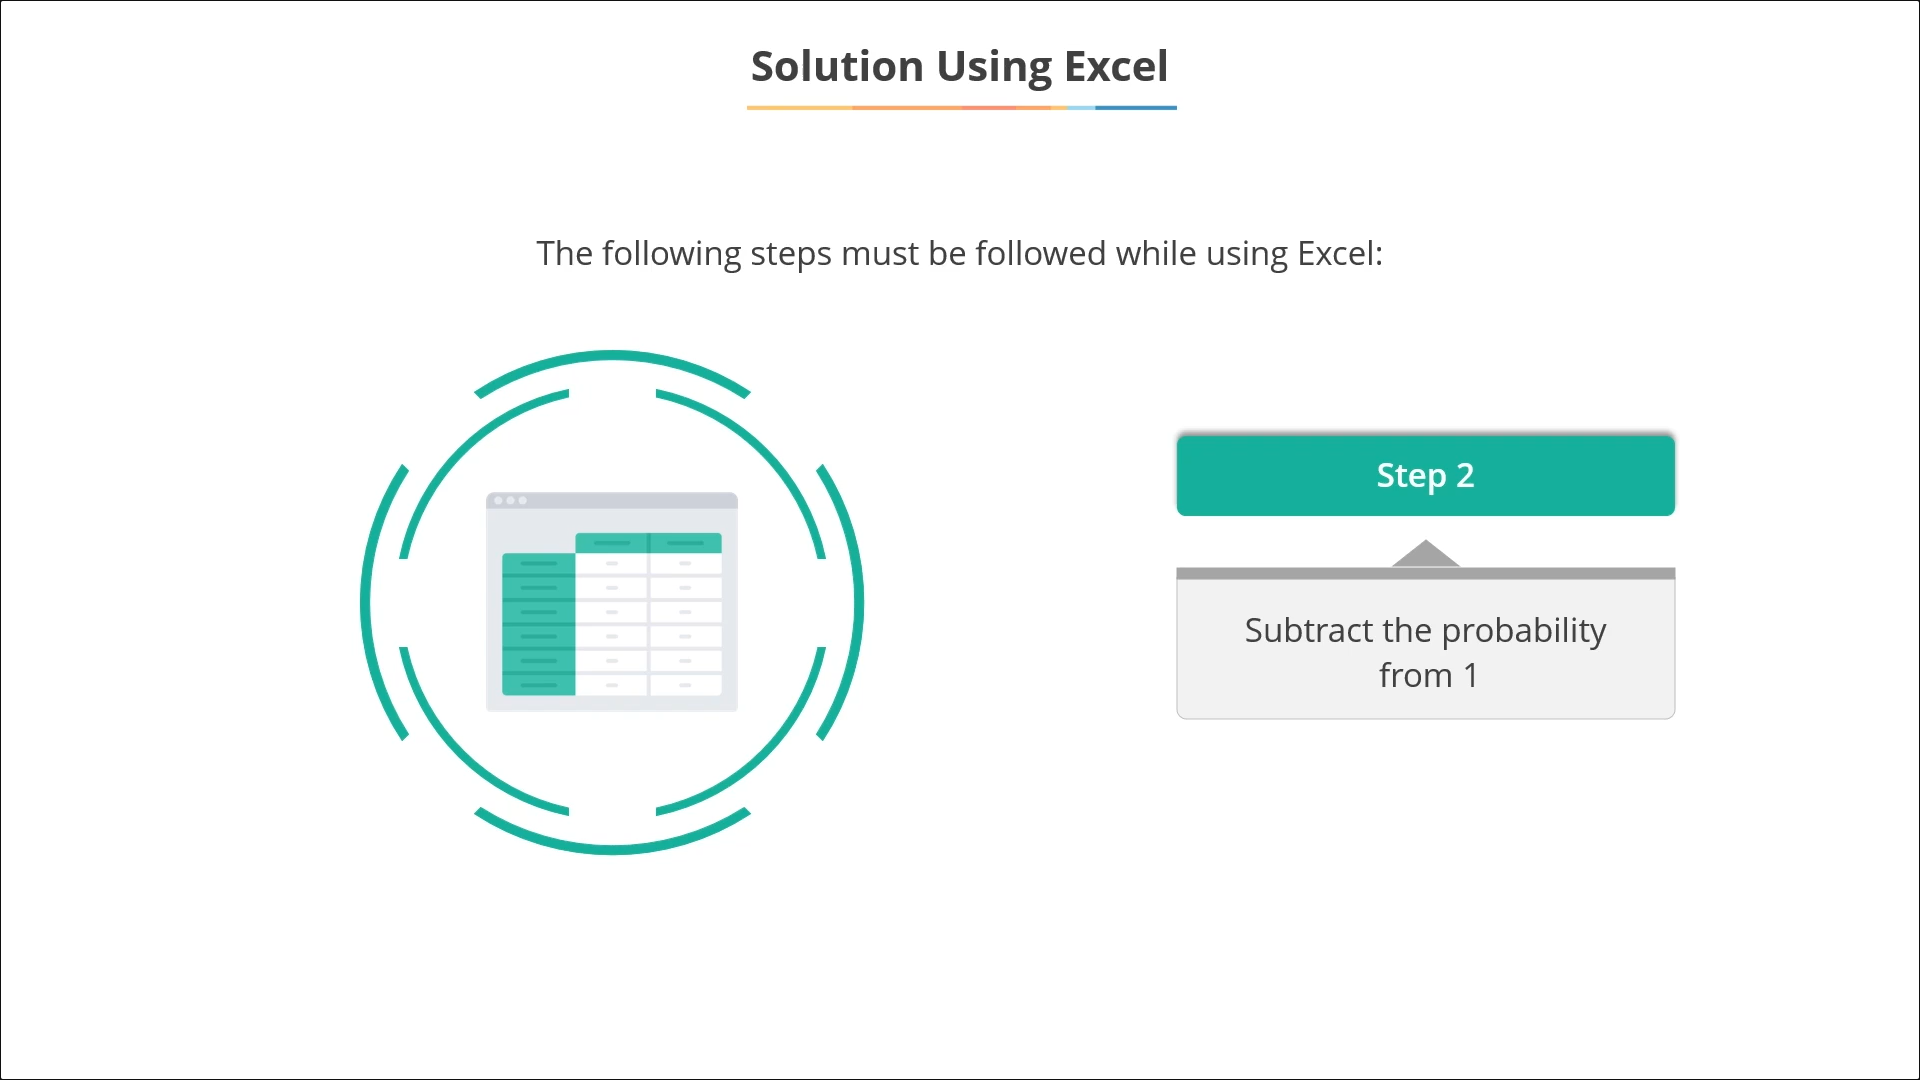 Solution Using Excel
The following steps must be followed while using Excel:
Step 2
Subtract the probability
from 1